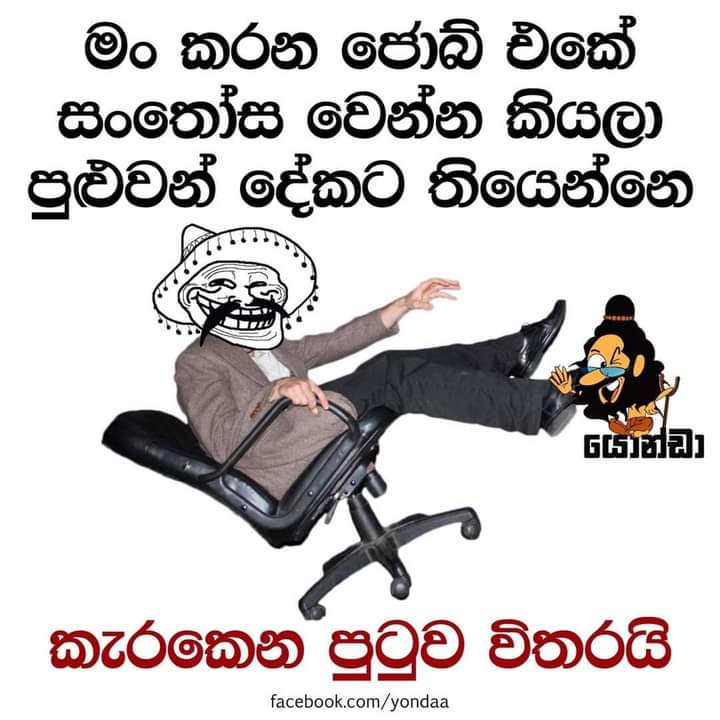 මං කරන ජොබ් එකේ
සංතෝස වෙන්න කියලා
පුළුවන් දේකට තියෙන්නෙ
යොන්ඩා
කැරකෙන පුටුව විතරයි
facebook.com/yondaa